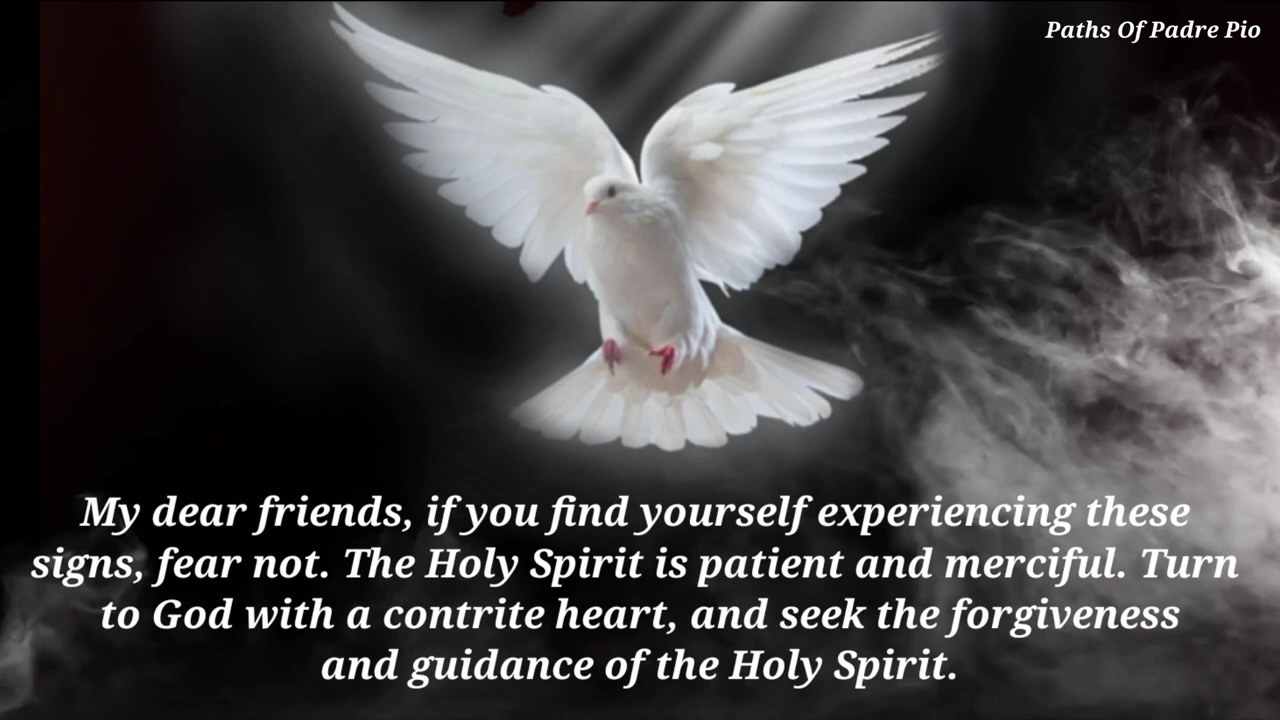 Paths Of Padre Pio
My dear friends, if you find yourself experiencing these
signs, fear not. The Holy Spirit is patient and merciful. Turn
to God with a contrite heart, and seek the forgiveness
and guidance of the Holy Spirit.